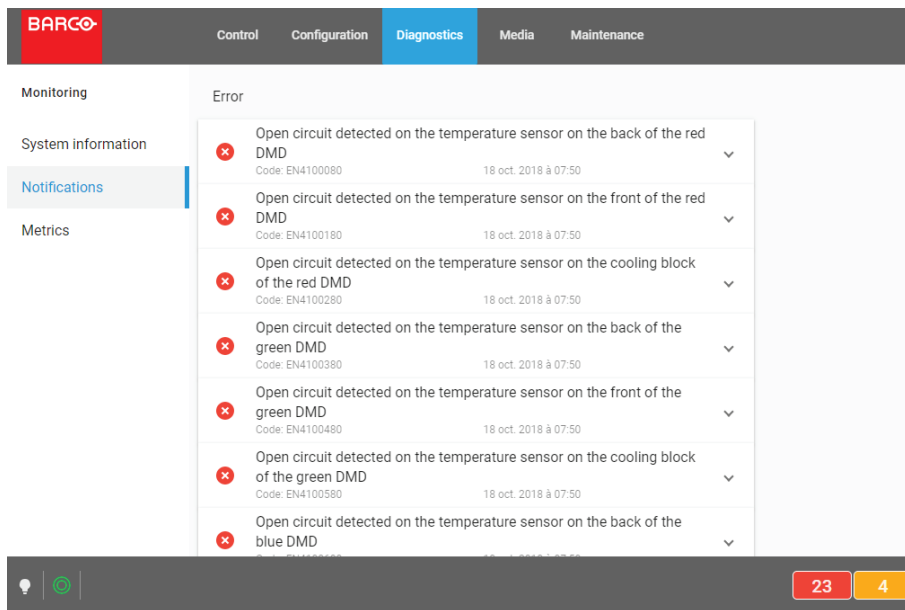 BARCO
Control
Configuration
Diagnostics
Media
Maintenance
Monitoring
System information
Notifications
Metrics
Error
Open circuit detected on the temperature sensor on the back of the red
DMD
Code: EN4100080
18 oct. 2018 à 07:50
Open circuit detected on the temperature sensor on the front of the red
DMD
Code: EN4100180
18 oct. 2018 à 07:50
Open circuit detected on the temperature sensor on the cooling block
of the red DMD
Code: EN4100280
18 oct. 2018 à 07:50
Open circuit detected on the temperature sensor on the back of the
green DMD
Code: EN4100380
18 oct. 2018 à 07:50
Open circuit detected on the temperature sensor on the front of the
green DMD
Code: EN4100480
18 oct. 2018 à 07:50
Open circuit detected on the temperature sensor on the cooling block
of the green DMD
Code: EN4100580
18 oct. 2018 à 07:50
Open circuit detected on the temperature sensor on the back of the
blue DMD
23
4